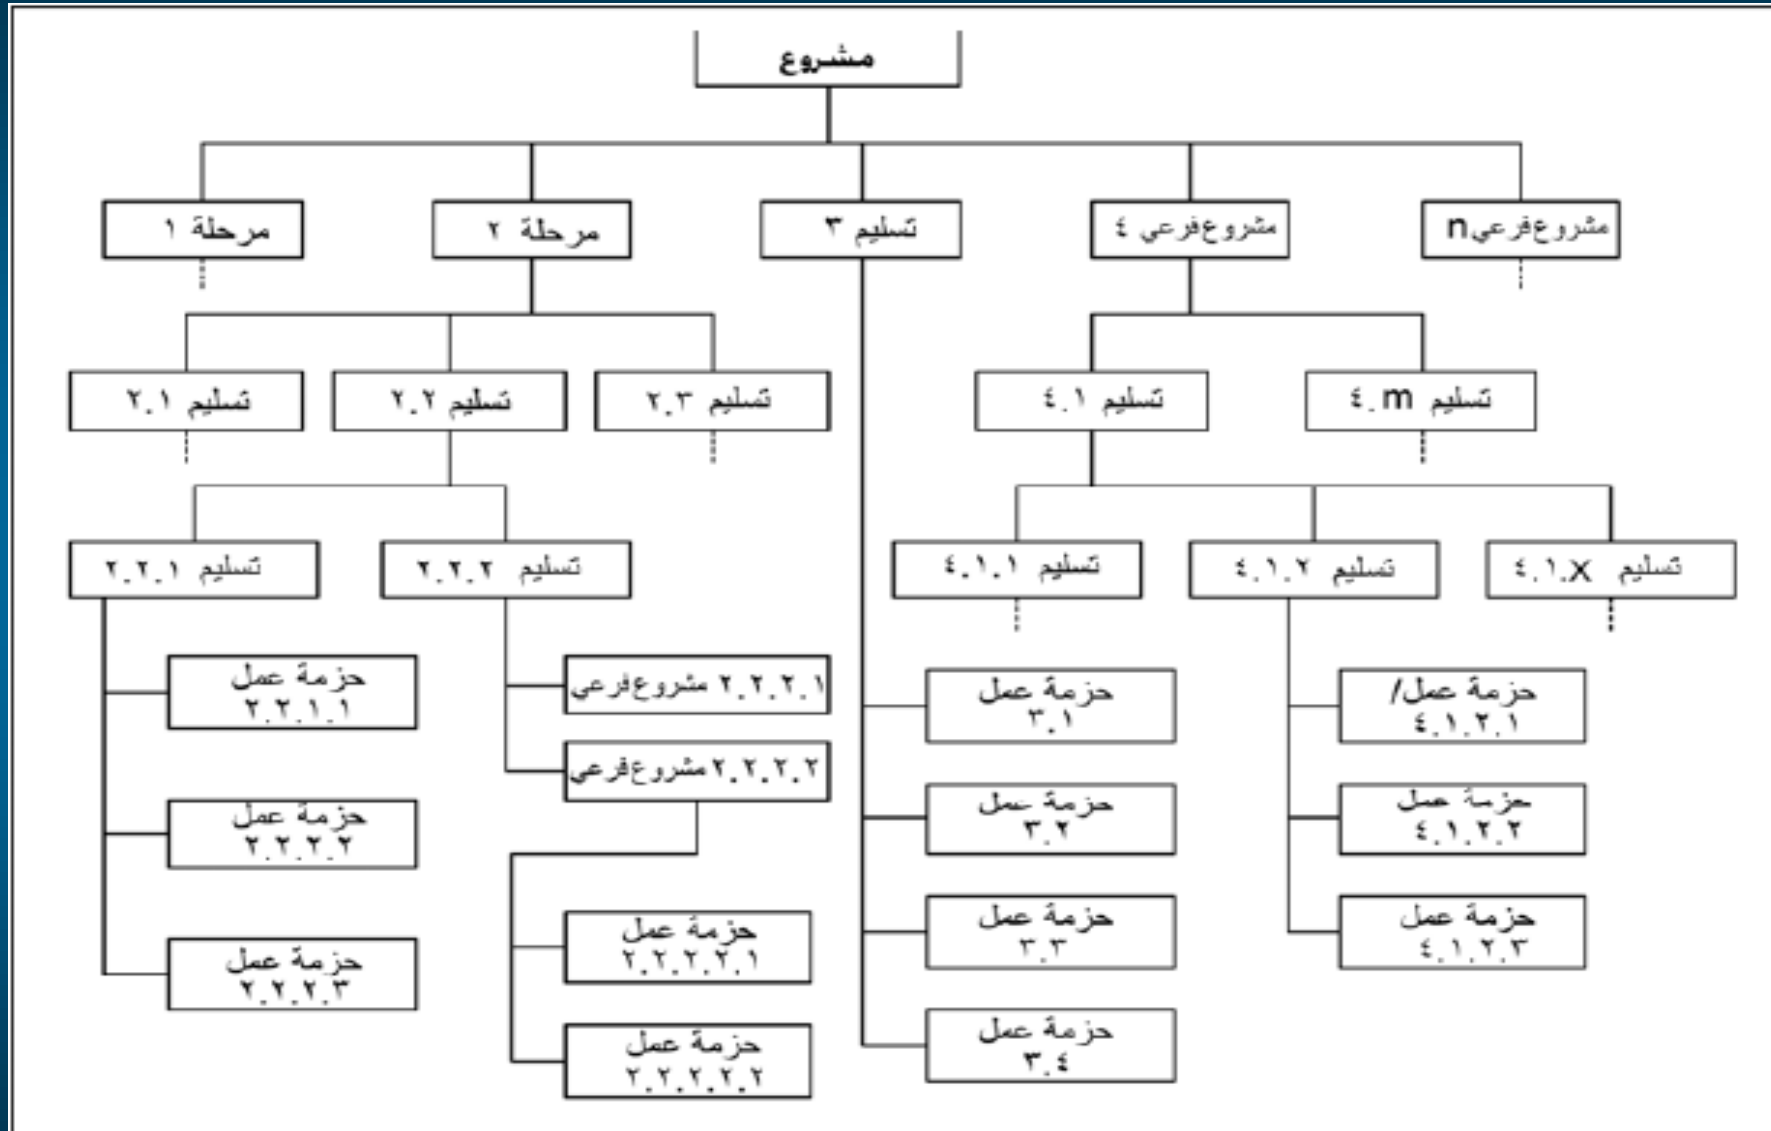 مشروع
مرحلة ١
مرحلة ٢
تسليم ٣
مشروع فرعي ٤
مشروع فرعي n
تسليم ٢.١
تسليم ٢.٢
تسليم ٢.٣
تسليم ٤.١
تسليم ٤.m
تسليم ٢.٢.١
تسليم ٢.٢.٢
تسليم ٤.١.١
تسليم ٤.١.٢
تسليم ٤.١.x
حزمة عمل
٢.٢.١.١
حزمة عمل
٢.٢.٢.٢
حزمة عمل
٢.٢.٢.٣
٢.٢.٢.١ مشروع فرعي
٢.٢.٢.٢ مشروع فرعي
حزمة عمل
٢.٢.٢.٢.١
حزمة عمل
٢.٢.٢.٢.٢
حزمة عمل
٣.١
حزمة عمل
٣.٢
حزمة عمل
٣.٣
حزمة عمل
٣.٤
حزمة عمل/
٤.١.٢.١
حزمة عمل
٤.١.٢.٢
حزمة عمل
٤.١.٢.٣